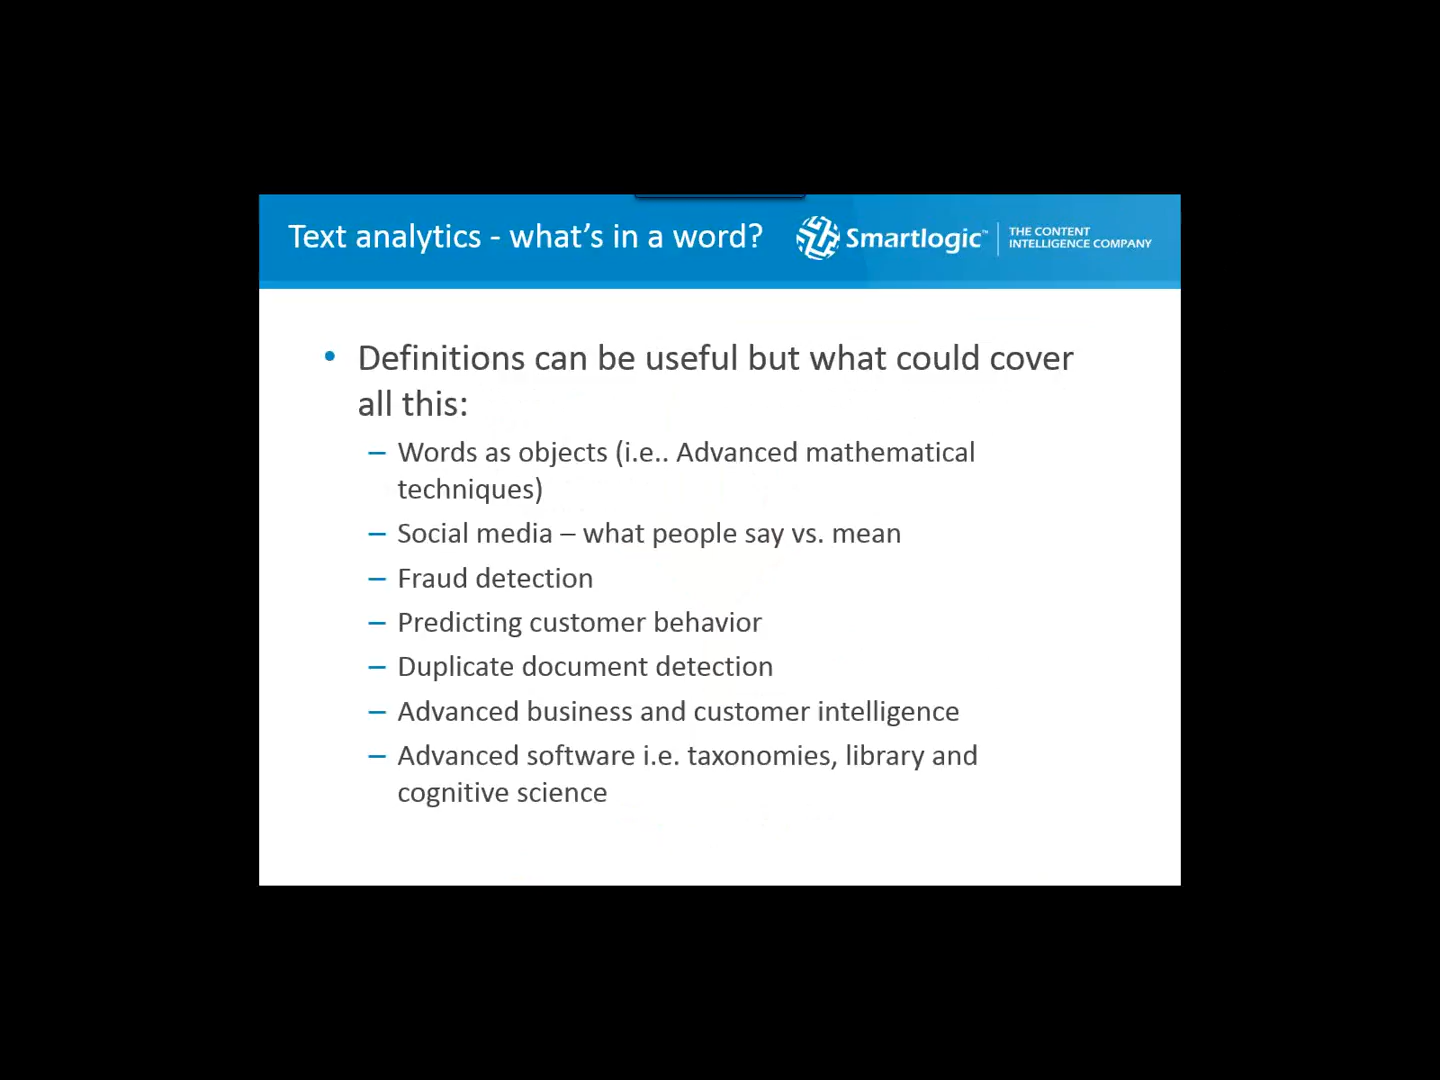 Text analytics - what’s in a word?
Smartlogic™
THE CONTENT
INTELLIGENCE COMPANY
• Definitions can be useful but what could cover
all this:
– Words as objects (i.e.. Advanced mathematical
techniques)
– Social media – what people say vs. mean
– Fraud detection
– Predicting customer behavior
– Duplicate document detection
– Advanced business and customer intelligence
– Advanced software i.e. taxonomies, library and
cognitive science